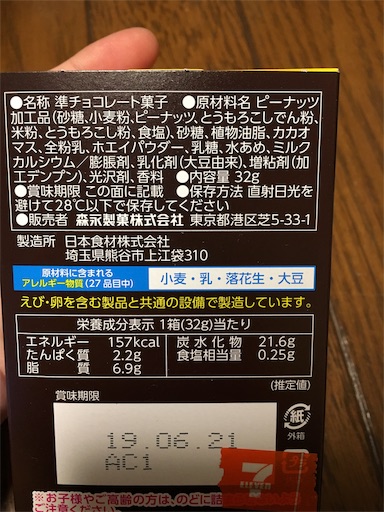 ●名称 準チョコレート菓子 ●原材料名 ピーナッツ
加工品(砂糖、小麦粉、ピーナッツ、とうもろこしでん粉、
米粉、とうもろこし粉、食塩)、砂糖、植物油脂、カカオ
マス、全粉乳、ホエイパウダー、乳糖、水あめ、ミルク
カルシウム／膨脹剤、乳化剤(大豆由来)、増粘剤(加
工デンプン)、光沢剤、香料 ●内容量 32g
●賞味期限 この面に記載 ●保存方法 直射日光を
避けて28℃以下で保存してください
●販売者 森永製菓株式会社 東京都港区芝5-33-1
製造所 日本食材株式会社
埼玉県熊谷市上江袋310
原材料に含まれる
アレルギー物質(27品目中)
小麦・乳・落花生・大豆
えび・卵を含む製品と共通の設備で製造しています。
栄養成分表示 1箱(32g)当たり
エネルギー 157kcal 炭水化物 21.6g
たんぱく質 2.2g 食塩相当量 0.25g
脂質 6.9g
(推定値)
賞味期限
19.06.21
AC1
紙
外箱
7
ELEVEN
※お子様やご高齢の方は、のどに詰
ご注意ください